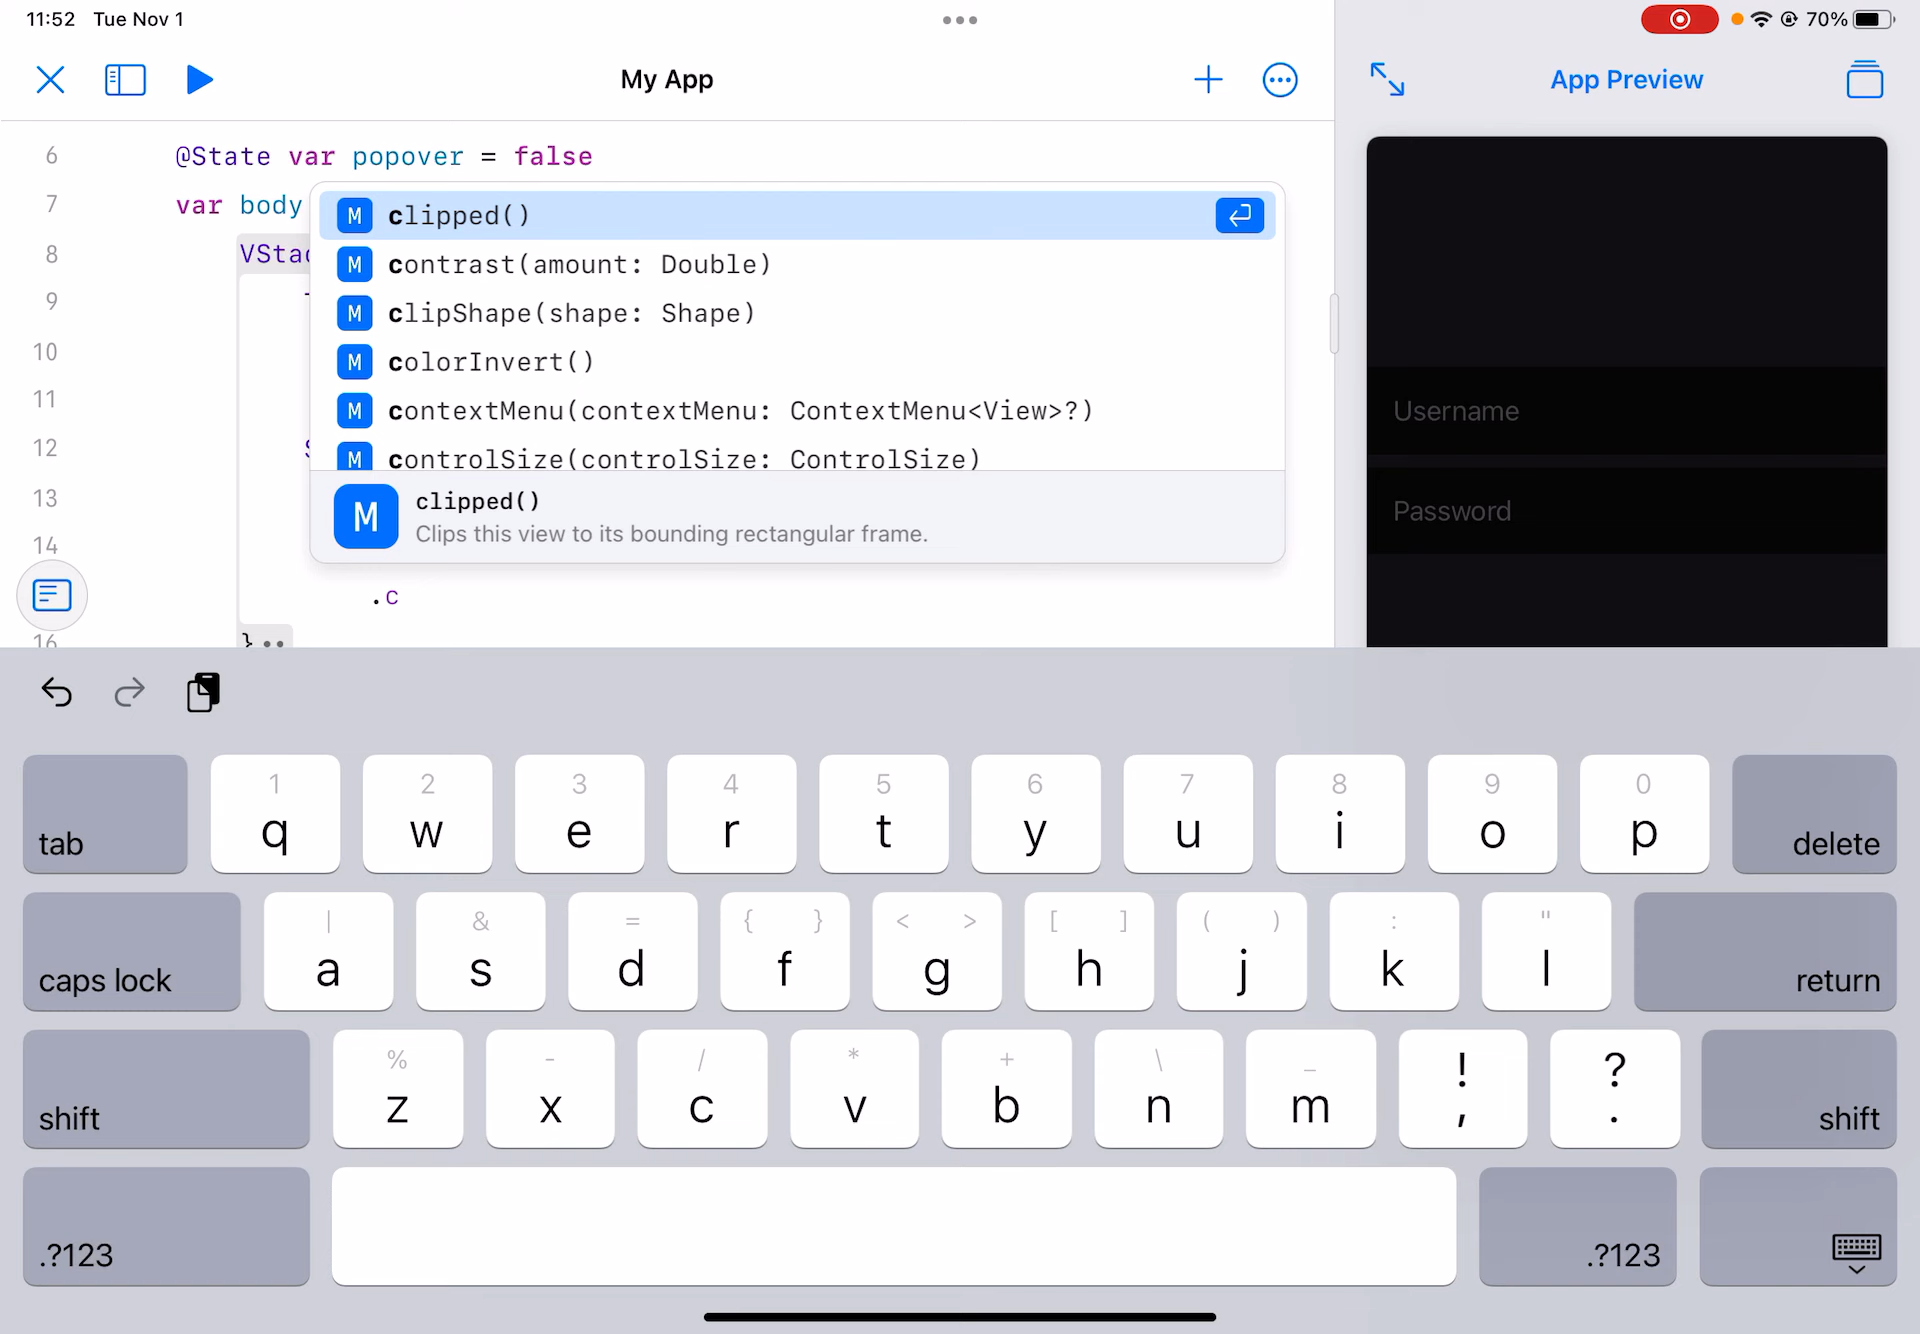 11:52 Tue Nov 1
70%
My App
App Preview
6 @State var popover = false
7 var body
8 VStac
9
10
11
12
13
14
16
clipped()
contrast(amount: Double)
clipShape(shape: Shape)
colorInvert()
contextMenu(contextMenu: ContextMenu<View>?)
controlSize(controlSize: ControlSize)
M clipped()
Clips this view to its bounding rectangular frame.
.c
}
Username
Password
tab 1 q 2 w 3 e 4 r 5 t 6 y 7 u 8 i 9 o 0 p delete
caps lock | a & s = d { } f < > g [ ] h ( ) j : k " l return
shift % z - x / c * v + b \ n _ m ! , ? . shift
.?123 .?123